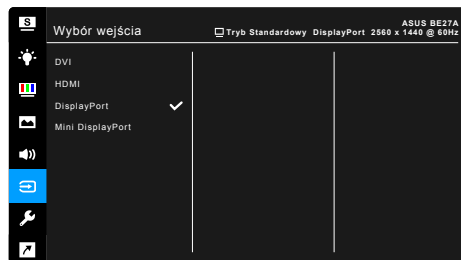 S
ASUS BE27A
Wybór wejścia
Tryb Standardowy DisplayPort 2560 x 1440 @ 60Hz
DVI
HDMI
DisplayPort
Mini DisplayPort